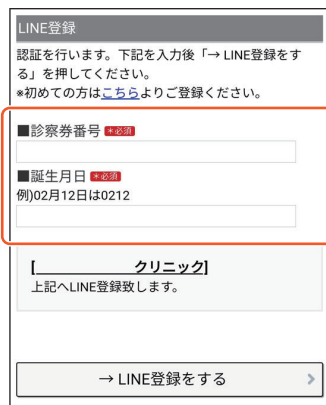 LINE登録
認証を行います。下記を入力後「→ LINE登録をす
る」を押してください。
※初めての方はこちらよりご登録ください。
■診察券番号 *必須
■誕生月日 *必須
例)02月12日は0212
[　　　　　クリニック]
上記へLINE登録致します。
→ LINE登録をする